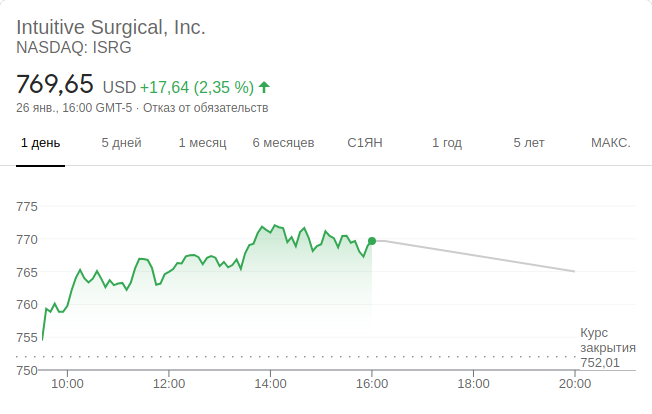 Intuitive Surgical, Inc.
NASDAQ: ISRG
769,65 USD +17,64 (2,35 %)
26 янв., 16:00 GMT-5 · Отказ от обязательств
1 день 5 дней 1 месяц 6 месяцев С1ЯН 1 год 5 лет МАКС.
775
770
765
760
755
Курс
закрытия
752,01
750
10:00 12:00 14:00 16:00 18:00 20:00